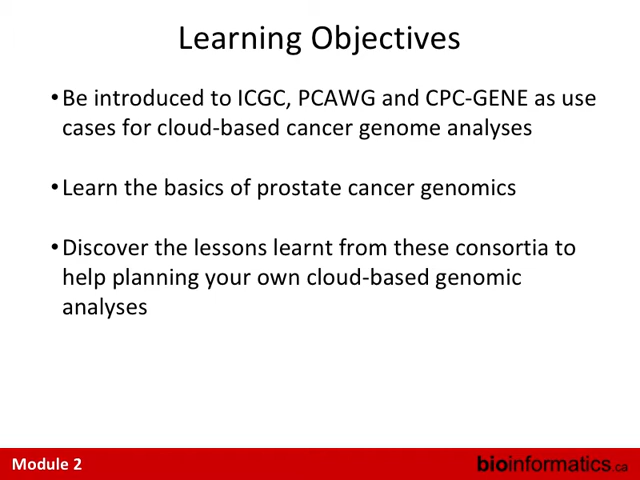 Learning Objectives
•Be introduced to ICGC, PCAWG and CPC-GENE as use
cases for cloud-based cancer genome analyses
•Learn the basics of prostate cancer genomics
•Discover the lessons learnt from these consortia to
help planning your own cloud-based genomic
analyses
Module 2
bioinformatics.ca